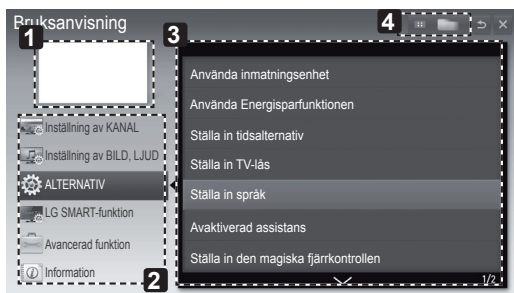 Bruksanvisning
1
3
4
Inställning av KANAL
Inställning av BILD, LJUD
ALTERNATIV
LG SMART-funktion
Avancerad funktion
Information
2
Använda inmatningsenhet
Använda Energisparfunktionen
Ställa in tidsalternativ
Ställa in TV-lås
Ställa in språk
Avaktiverad assistans
Ställa in den magiska fjärrkontrollen
1/2